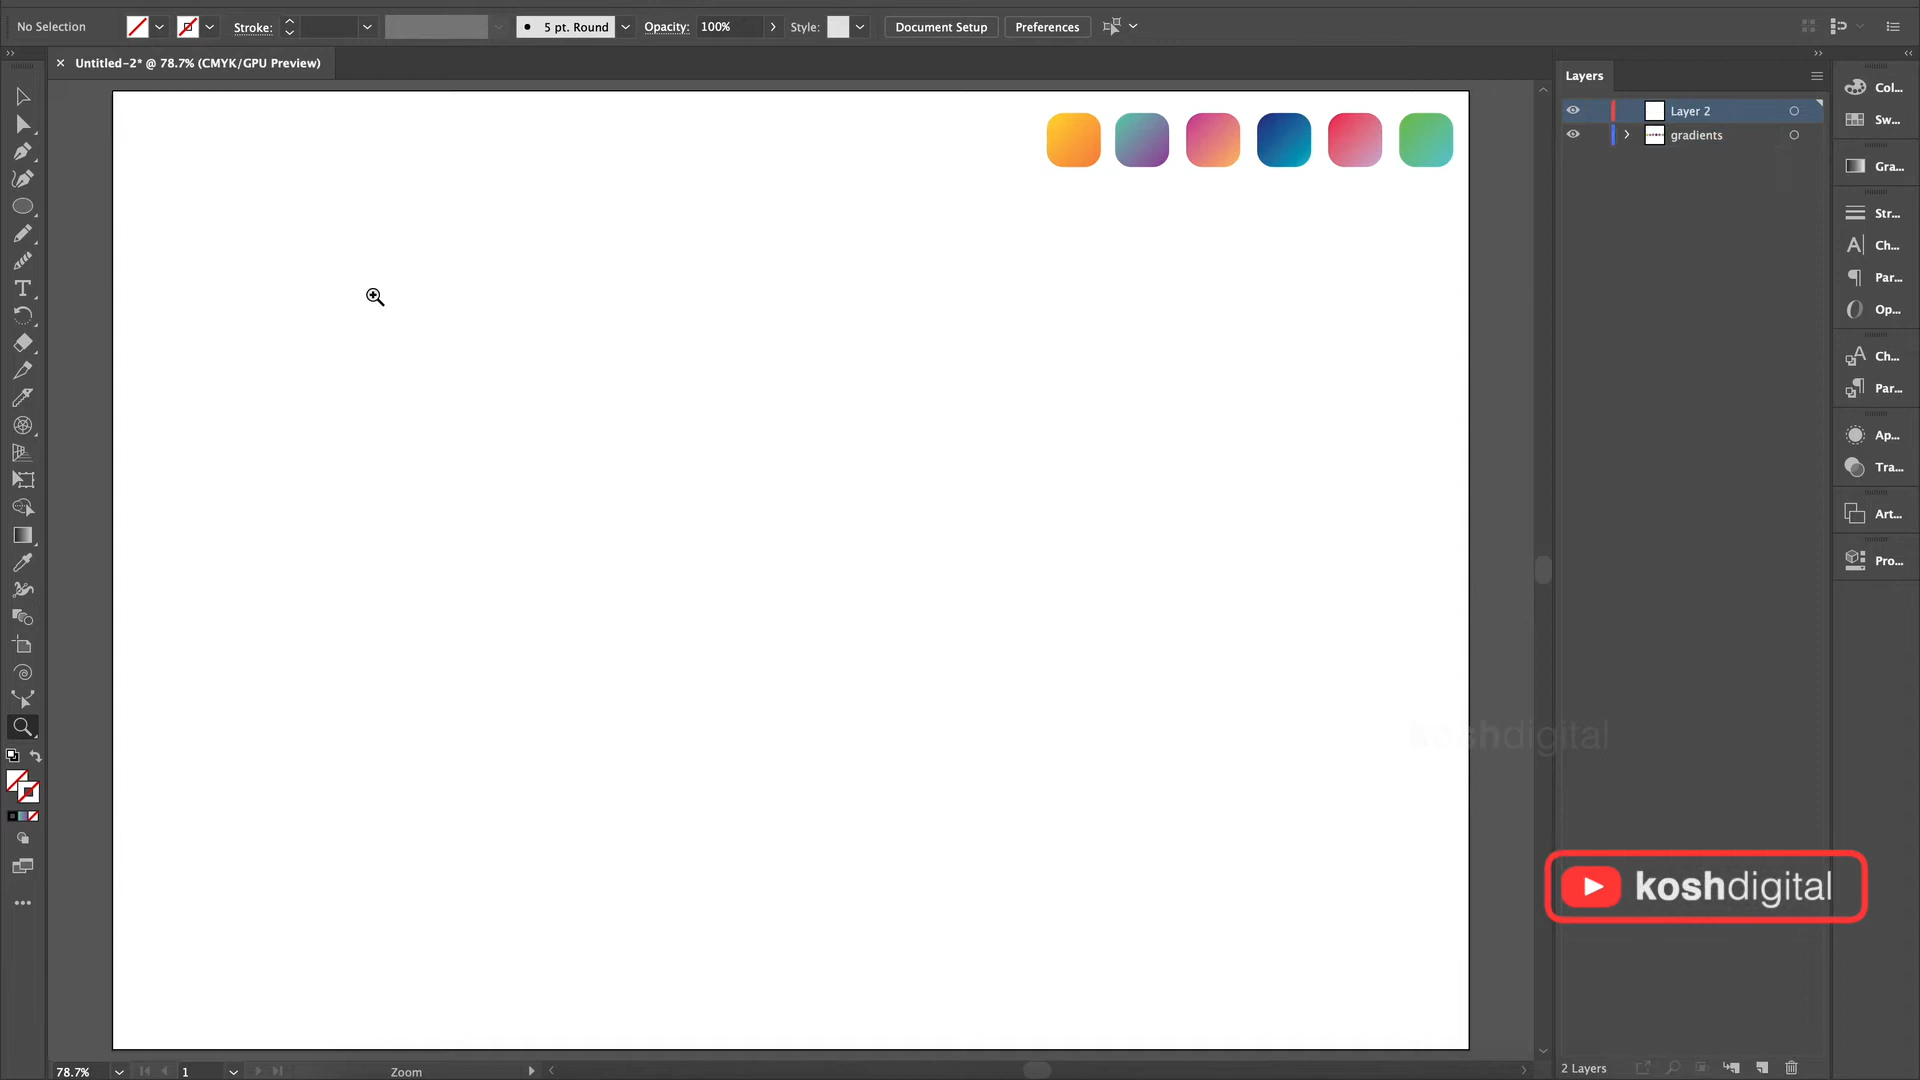 No Selection
Stroke:
5 pt. Round
Opacity:
100%
Style:
Document Setup
Preferences
Untitled-2* @ 78.7% (CMYK/GPU Preview)
Layers
Layer 2
gradients
Col...
Sw...
Gra...
Str...
Ch...
Par...
Op...
Ch...
Par...
Ap...
Tra...
Art...
Pro...
koshdigital
koshdigital
78.7%
1
Zoom
2 Layers